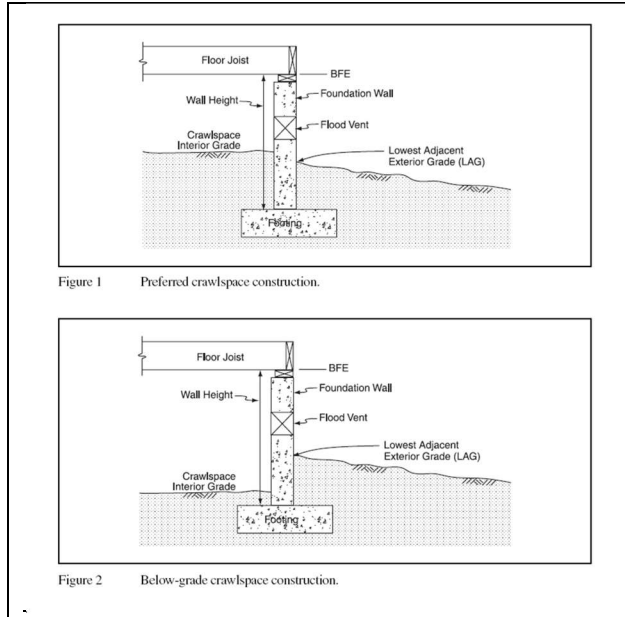 Floor Joist
BFE
Wall Height
Foundation Wall
Flood Vent
Crawlspace
Interior Grade
Lowest Adjacent
Exterior Grade (LAG)
Footing
Figure 1 Preferred crawlspace construction.
Floor Joist
BFE
Wall Height
Foundation Wall
Flood Vent
Lowest Adjacent
Exterior Grade (LAG)
Crawlspace
Interior Grade
Footing
Figure 2 Below-grade crawlspace construction.